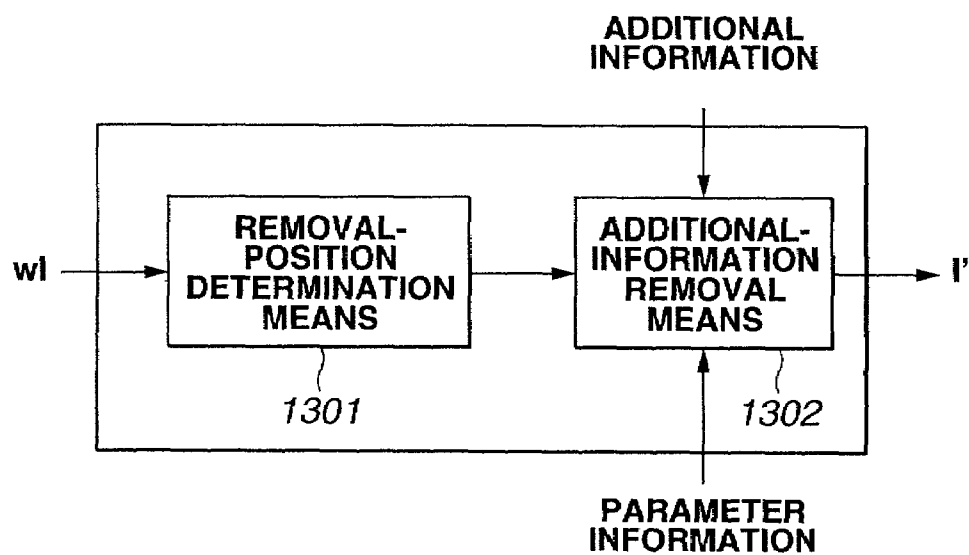 ADDITIONAL
INFORMATION
wI
REMOVAL-
POSITION
DETERMINATION
MEANS
ADDITIONAL-
INFORMATION
REMOVAL
MEANS
I'
1301
1302
PARAMETER
INFORMATION